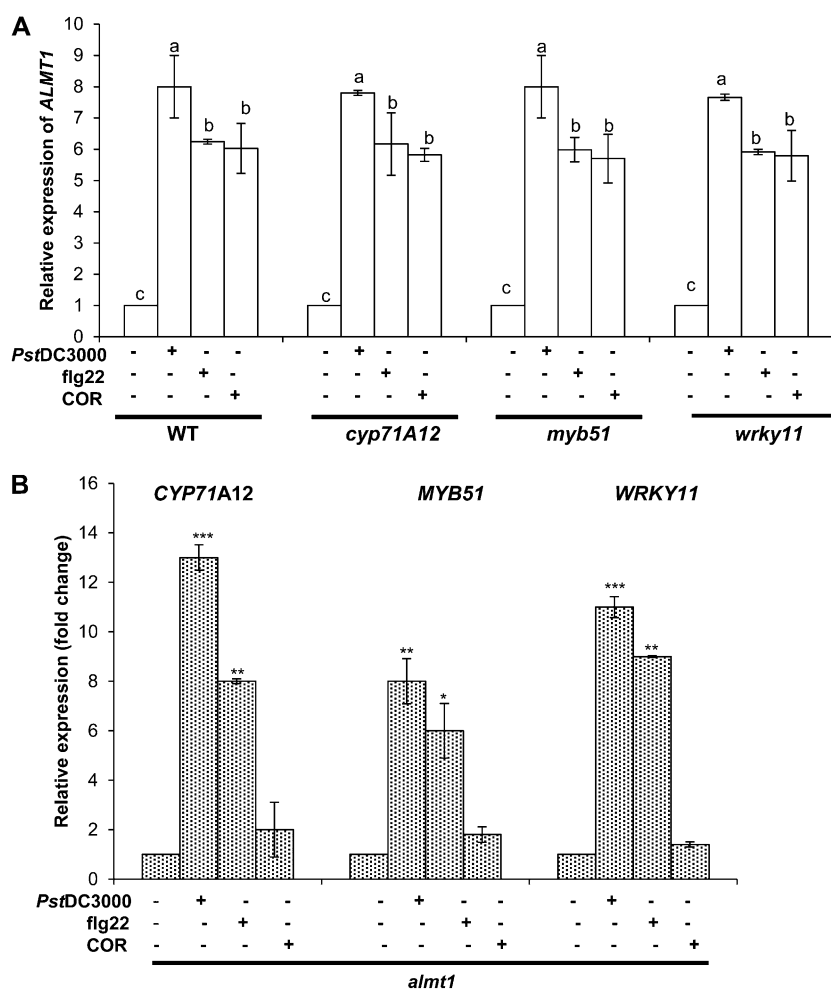 A
Relative expression of ALMT1
10
9
8
7
6
5
4
3
2
1
0
a
b
b
c
a
b
b
c
a
b
b
c
a
b
b
c
PstDC3000 - + - - - + - - - + - - - + - -
flg22 - - + - - - + - - - + - - - + -
COR - - - + - - - + - - - + - - - +
WT cyp71A12 myb51 wrky11
B
Relative expression (fold change)
16
14
12
10
8
6
4
2
0
CYP71A12 MYB51 WRKY11
***
**
**
*
***
**
PstDC3000 - + - - - + - - - + - -
flg22 - - + - - - + - - - + -
COR - - - + - - - + - - - +
almt1